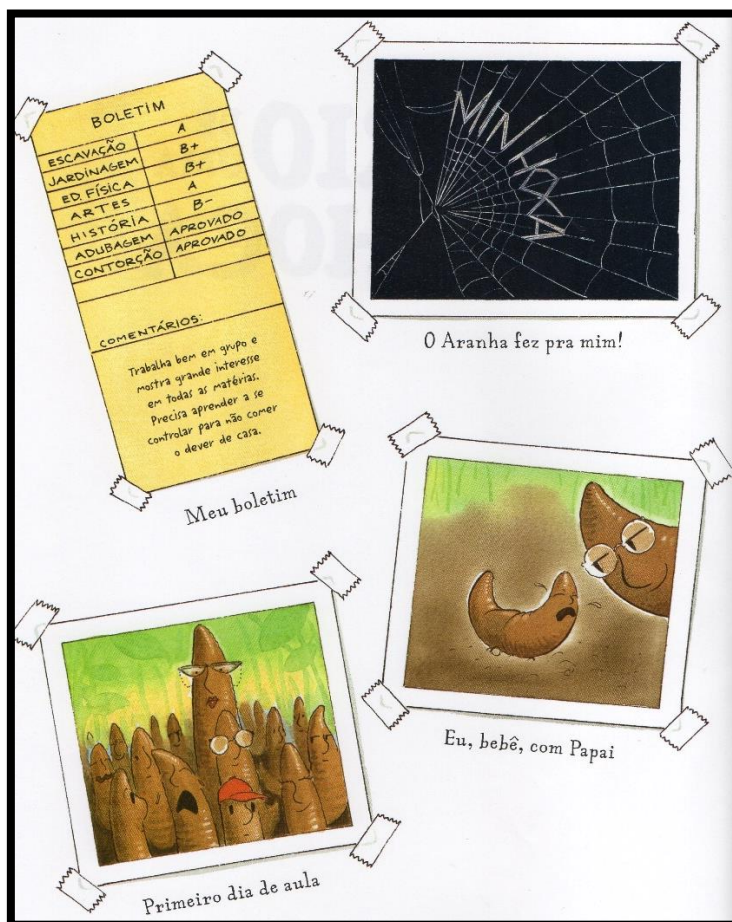 BOLETIM
ESCAVAÇÃO A
JARDINAGEM B+
ED. FÍSICA B+
ARTES A
HISTÓRIA B-
ADUBAGEM APROVADO
CONTORÇÃO APROVADO
COMENTÁRIOS:
Trabalha bem em grupo e
mostra grande interesse
em todas as matérias.
Precisa aprender a se
controlar para não comer
o dever de casa.
Meu boletim
MINHOCA
O Aranha fez pra mim!
Eu, bebê, com Papai
Primeiro dia de aula